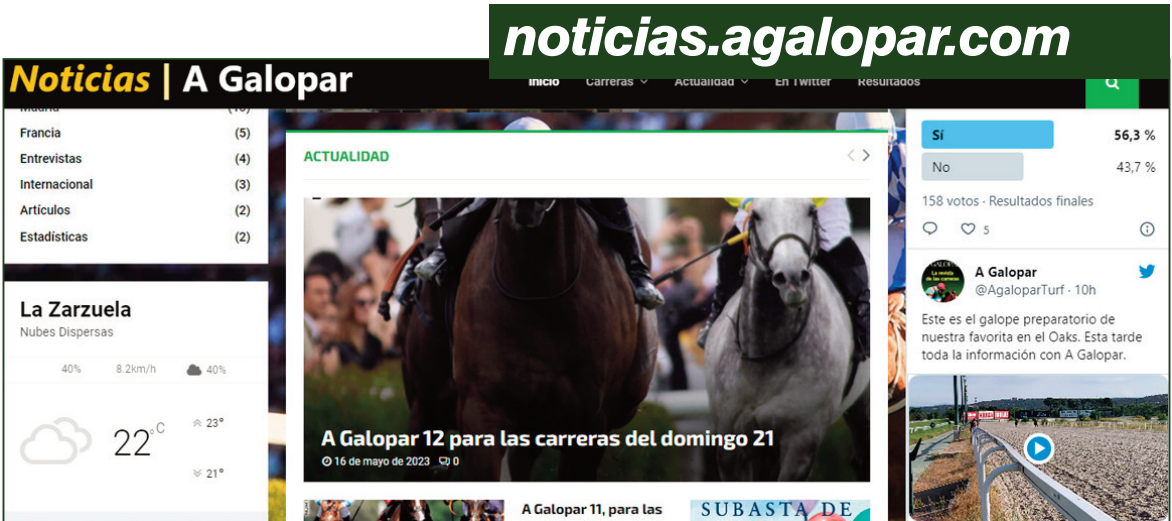 noticias.agalopar.com
Noticias | A Galopar
Inicio
Carreras
Actualidad
En Twitter
Resultados
Madrid
Francia (5)
Entrevistas (4)
Internacional (3)
Artículos (2)
Estadísticas (2)
La Zarzuela
Nubes Dispersas
40% 8.2km/h 40%
22°C
23°
21°
ACTUALIDAD
A Galopar 12 para las carreras del domingo 21
16 de mayo de 2023 0
A Galopar 11, para las
SUBASTA DE
Sí 56,3 %
No 43,7 %
158 votos · Resultados finales
5
A Galopar
@AgaloparTurf · 10h
Este es el galope preparatorio de
nuestra favorita en el Oaks. Esta tarde
toda la información con A Galopar.